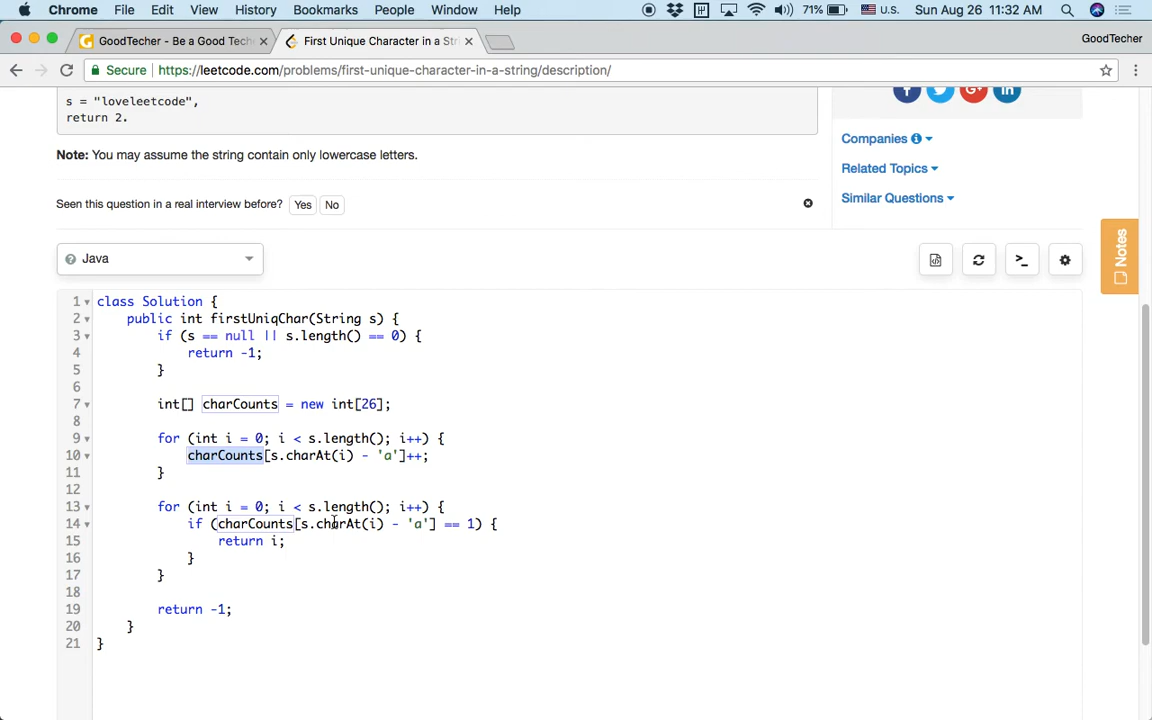 Chrome File Edit View History Bookmarks People Window Help 71% U.S. Sun Aug 26 11:32 AM
GoodTecher - Be a Good Tech First Unique Character in a Stri GoodTecher
Secure https://leetcode.com/problems/first-unique-character-in-a-string/description/
s = "loveleetcode",
return 2.
Companies
Note: You may assume the string contain only lowercase letters.
Related Topics
Seen this question in a real interview before? Yes No
Similar Questions
Notes
Java
1 class Solution {
2 public int firstUniqChar(String s) {
3 if (s == null || s.length() == 0) {
4 return -1;
5 }
6
7 int[] charCounts = new int[26];
8
9 for (int i = 0; i < s.length(); i++) {
10 charCounts[s.charAt(i) - 'a']++;
11 }
12
13 for (int i = 0; i < s.length(); i++) {
14 if (charCounts[s.charAt(i) - 'a'] == 1) {
15 return i;
16 }
17 }
18
19 return -1;
20 }
21 }